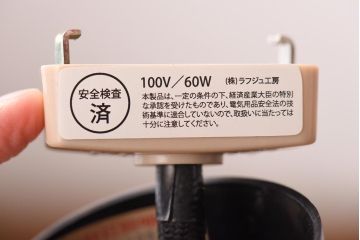 安全検査
済
100V／60W (株)ラフジュ工房
本製品は、一定の条件の下、経済産業大臣の特別
な承認を受けたものであり、電気用品安全法の技
術基準に適合していないので、取扱いに当たっては
十分に注意してください。